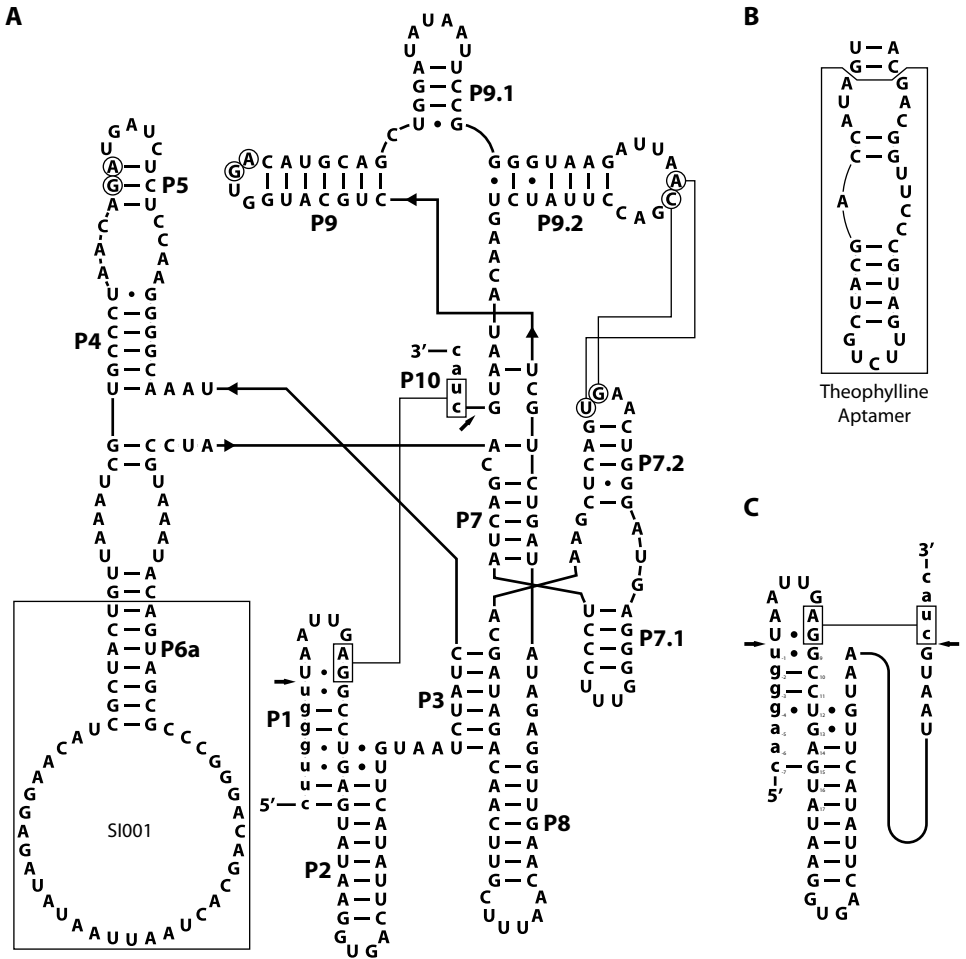 A
P9.1
U G G A U A U A A U U C C G
C
P5
A G A U G A U C U C U
A C A A
C C A A
P4
U C C C G U
G G G G C A
A A A U
G C U A A A U U G U C A U C G C
C C U A
G U A A A U A C A G U A G C G
P6a
SI001
C C C G G G A C A G C A C U A A U U A A U A U A G A G G A A C A U C
P9
G A C G U A C A G A U G G U A C G U C
P9.2
G G G U A A G A U U A A C G A C C U U A U C U
G A A C A U A A U G
3′
c
a
u
c
P10
U C G U U C U G A U
A C G A C U A
P7
P7.2
G A A C U G G G A U G A
U G A C U C G A A
P7.1
U C C C U U U G G G A
P3
C U A U U A A U G
A C G A U A G A C A A C U U G C U U U A A C A A G U U G G A G A U A
P8
P1
5′
c u u g g g u U A A U U G A G G C C U G A G U A U A A G G U G A C U U A U A C U U G
P2
B
U
A
G
C
A U A C C A G C A U C G U C U U G A U G C C C U U G G C A G
Theophylline
Aptamer
C
3′
c
a
u
c
G
U
A
A
U
5′
c a a g g g u U A A U U G A G G C C U G A G U A U A A G G U G A C U U A U A C U U G U A A